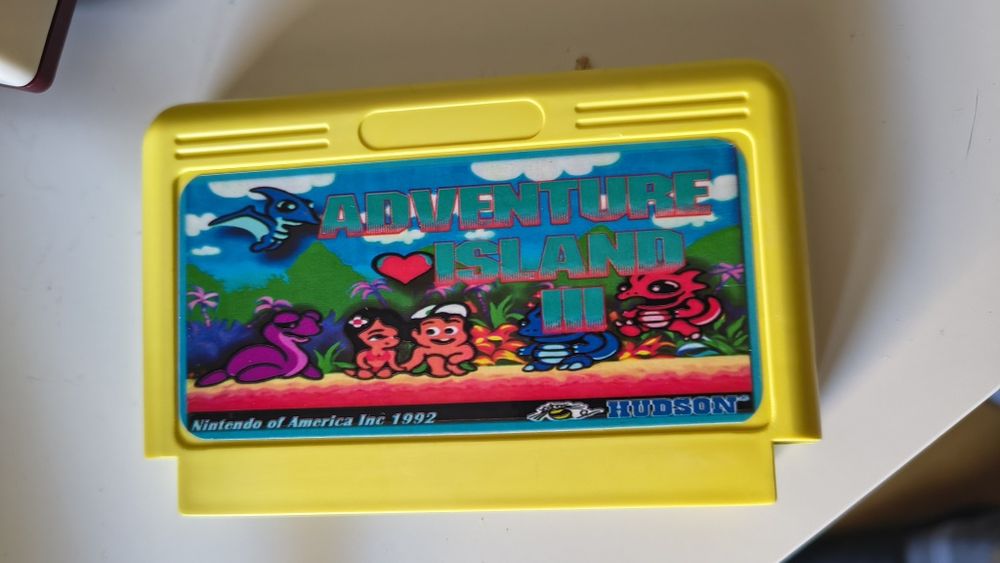 ADVENTURE
ISLAND
III
Nintendo of America Inc 1992
HUDSON